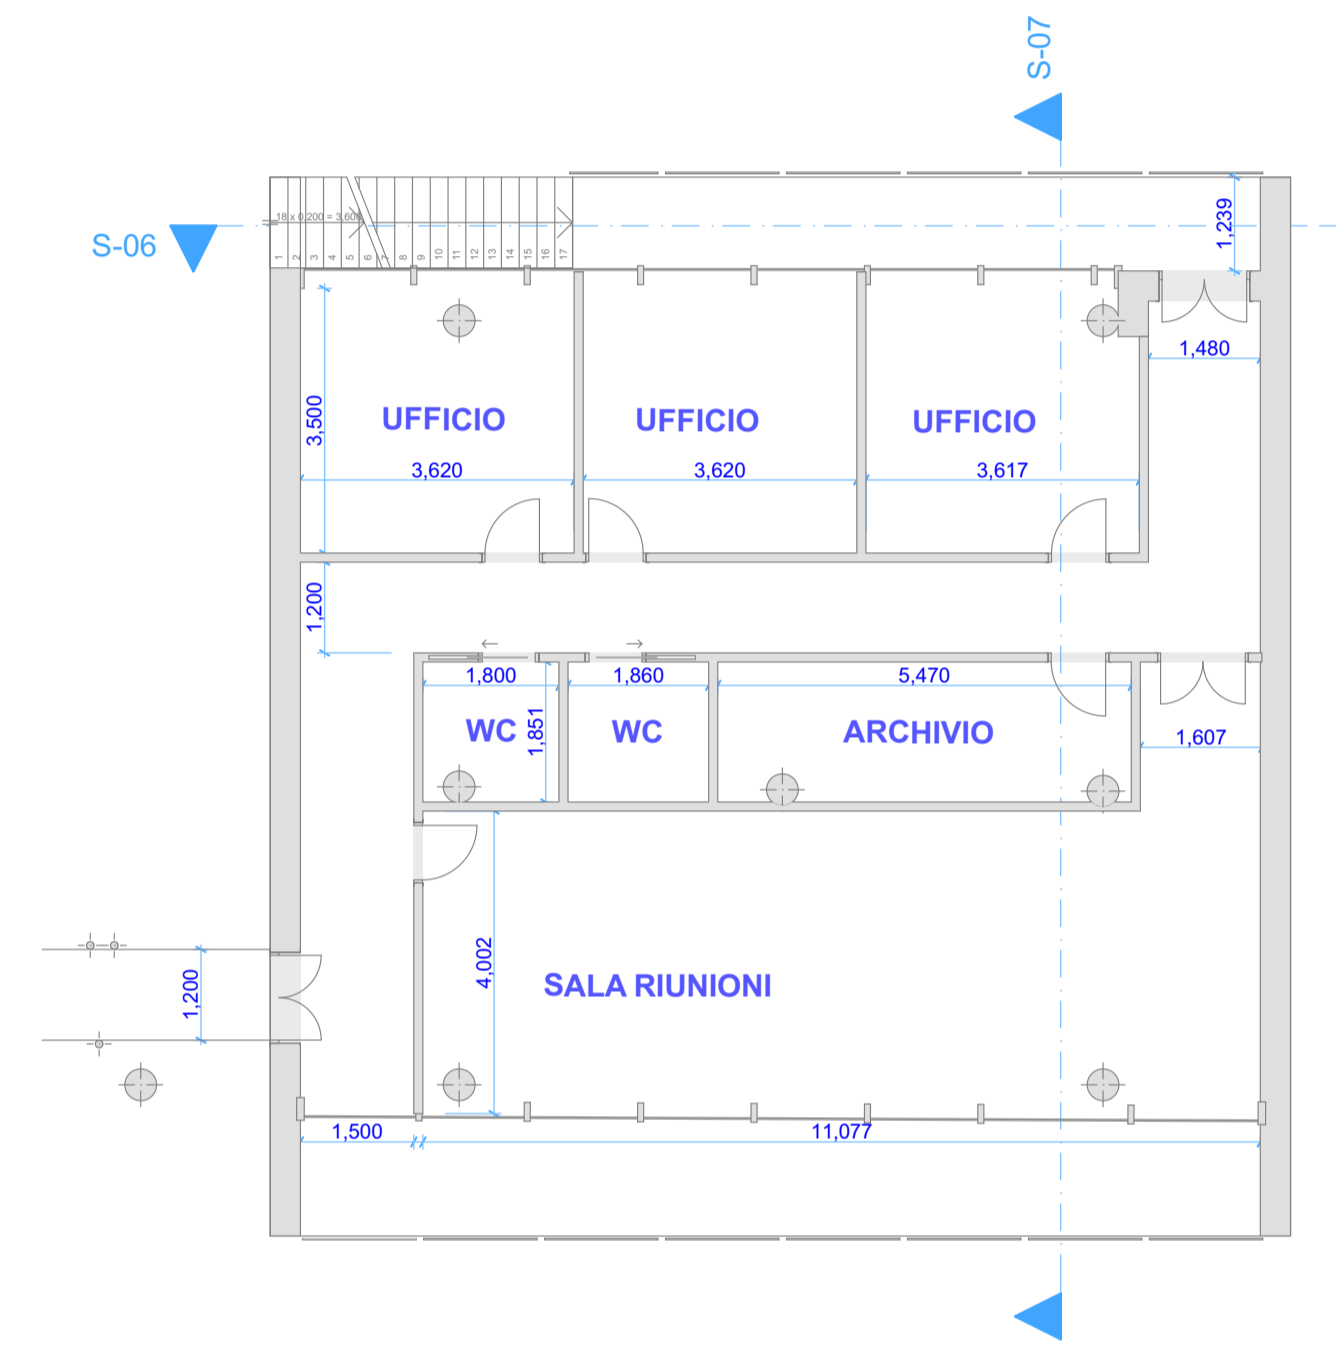 S-07
S-06
18 x 0,200 = 3,600
1 2 3 4 5 6 7 8 9 10 11 12 13 14 15 16 17
1,239
1,480
3,500
UFFICIO
UFFICIO
UFFICIO
3,620
3,620
3,617
1,200
1,800
1,860
5,470
WC
1,851
WC
ARCHIVIO
1,607
4,002
SALA RIUNIONI
1,200
1,500
11,077